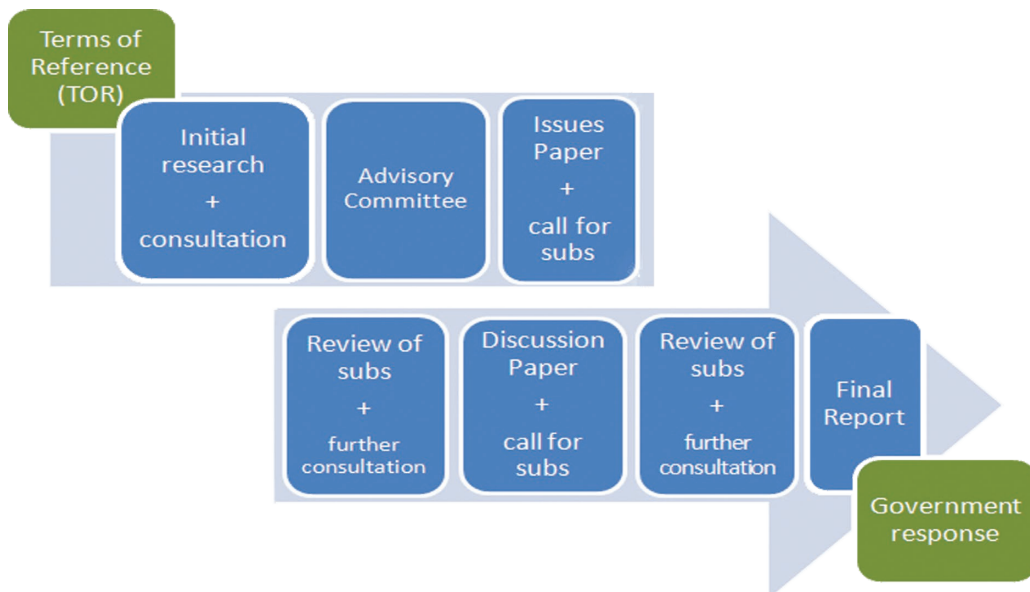 Terms of
Reference
(TOR)
Initial
research
+
consultation
Advisory
Committee
Issues
Paper
+
call for
subs
Review of
subs
+
further
consultation
Discussion
Paper
+
call for
subs
Review of
subs
+
further
consultation
Final
Report
Government
response